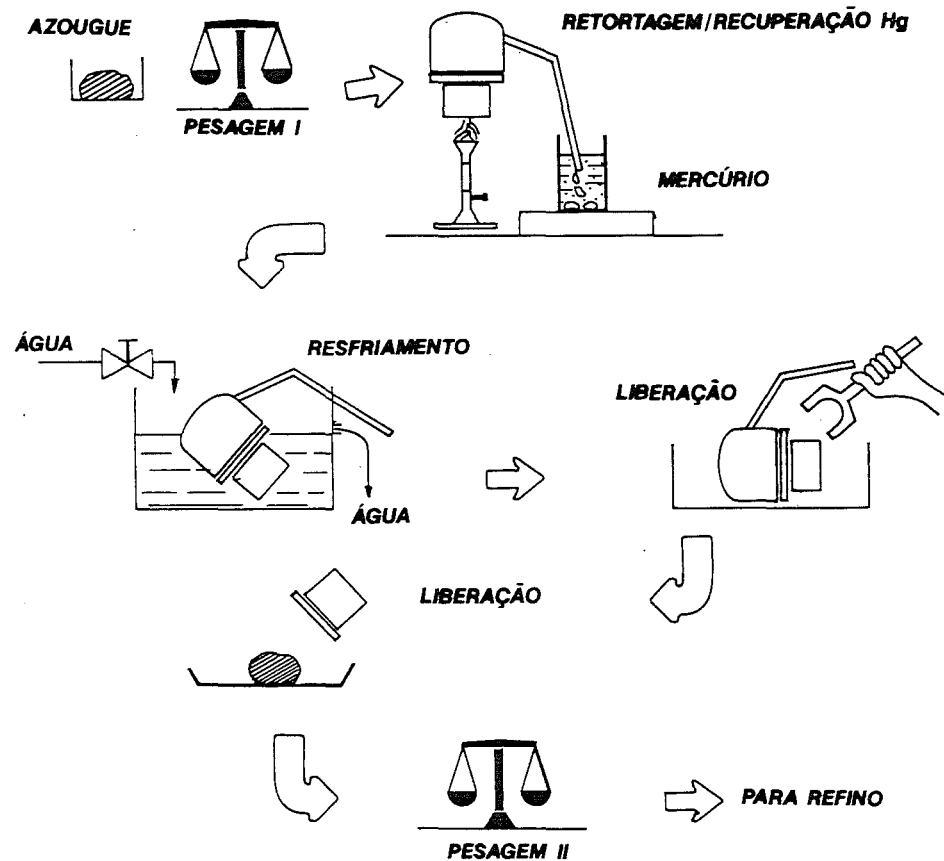 AZOUGUE
RETORTAGEM/RECUPERAÇÃO Hg
PESAGEM I
MERCÚRIO
ÁGUA
RESFRIAMENTO
LIBERAÇÃO
ÁGUA
LIBERAÇÃO
PARA REFINO
PESAGEM II